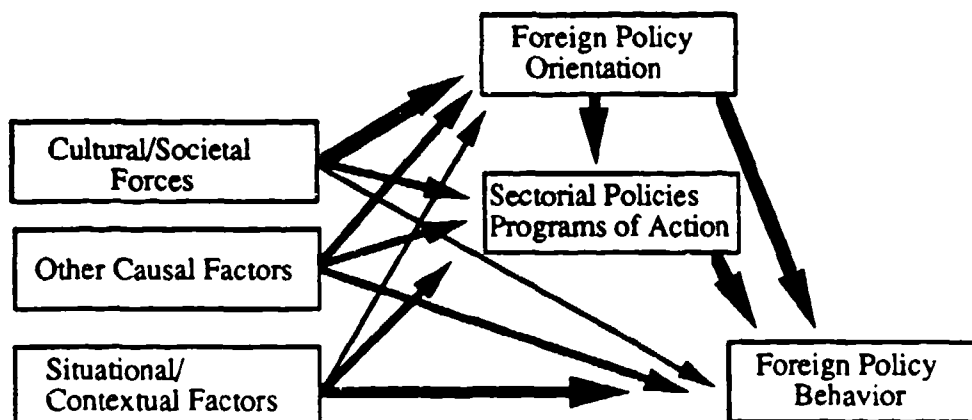 Foreign Policy
Orientation
Cultural/Societal
Forces
Sectorial Policies
Programs of Action
Other Causal Factors
Situational/
Contextual Factors
Foreign Policy
Behavior